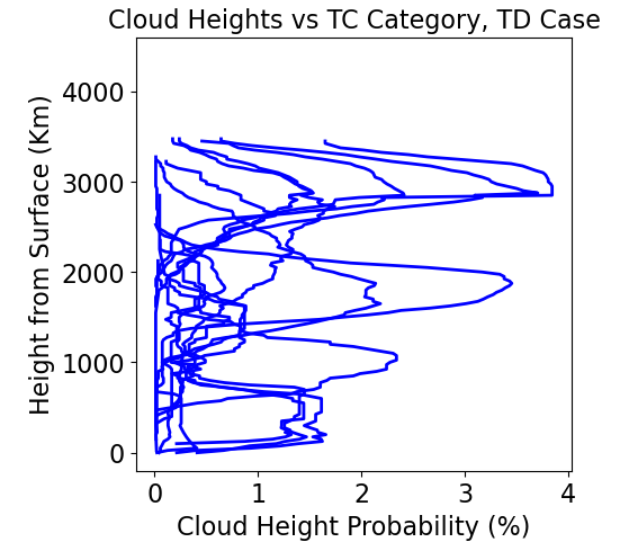 Cloud Heights vs TC Category, TD Case
Height from Surface (Km)
4000
3000
2000
1000
0
0 1 2 3 4
Cloud Height Probability (%)